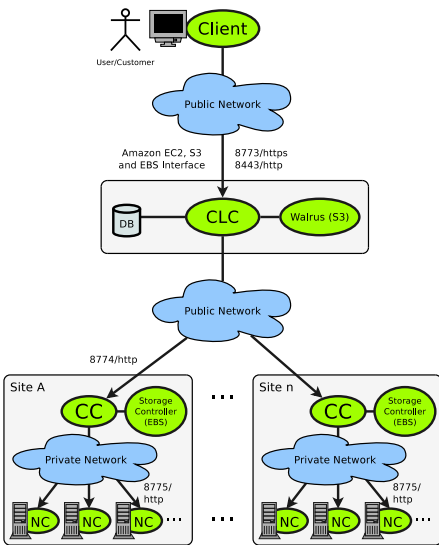 Client
User/Customer
Public Network
Amazon EC2, S3
and EBS Interface
8773/https
8443/http
DB
CLC
Walrus (S3)
Public Network
8774/http
Site A
CC
Storage
Controller
(EBS)
Private Network
8775/
http
NC
NC
NC
...
...
...
Site n
CC
Storage
Controller
(EBS)
Private Network
8775/
http
NC
NC
NC
...